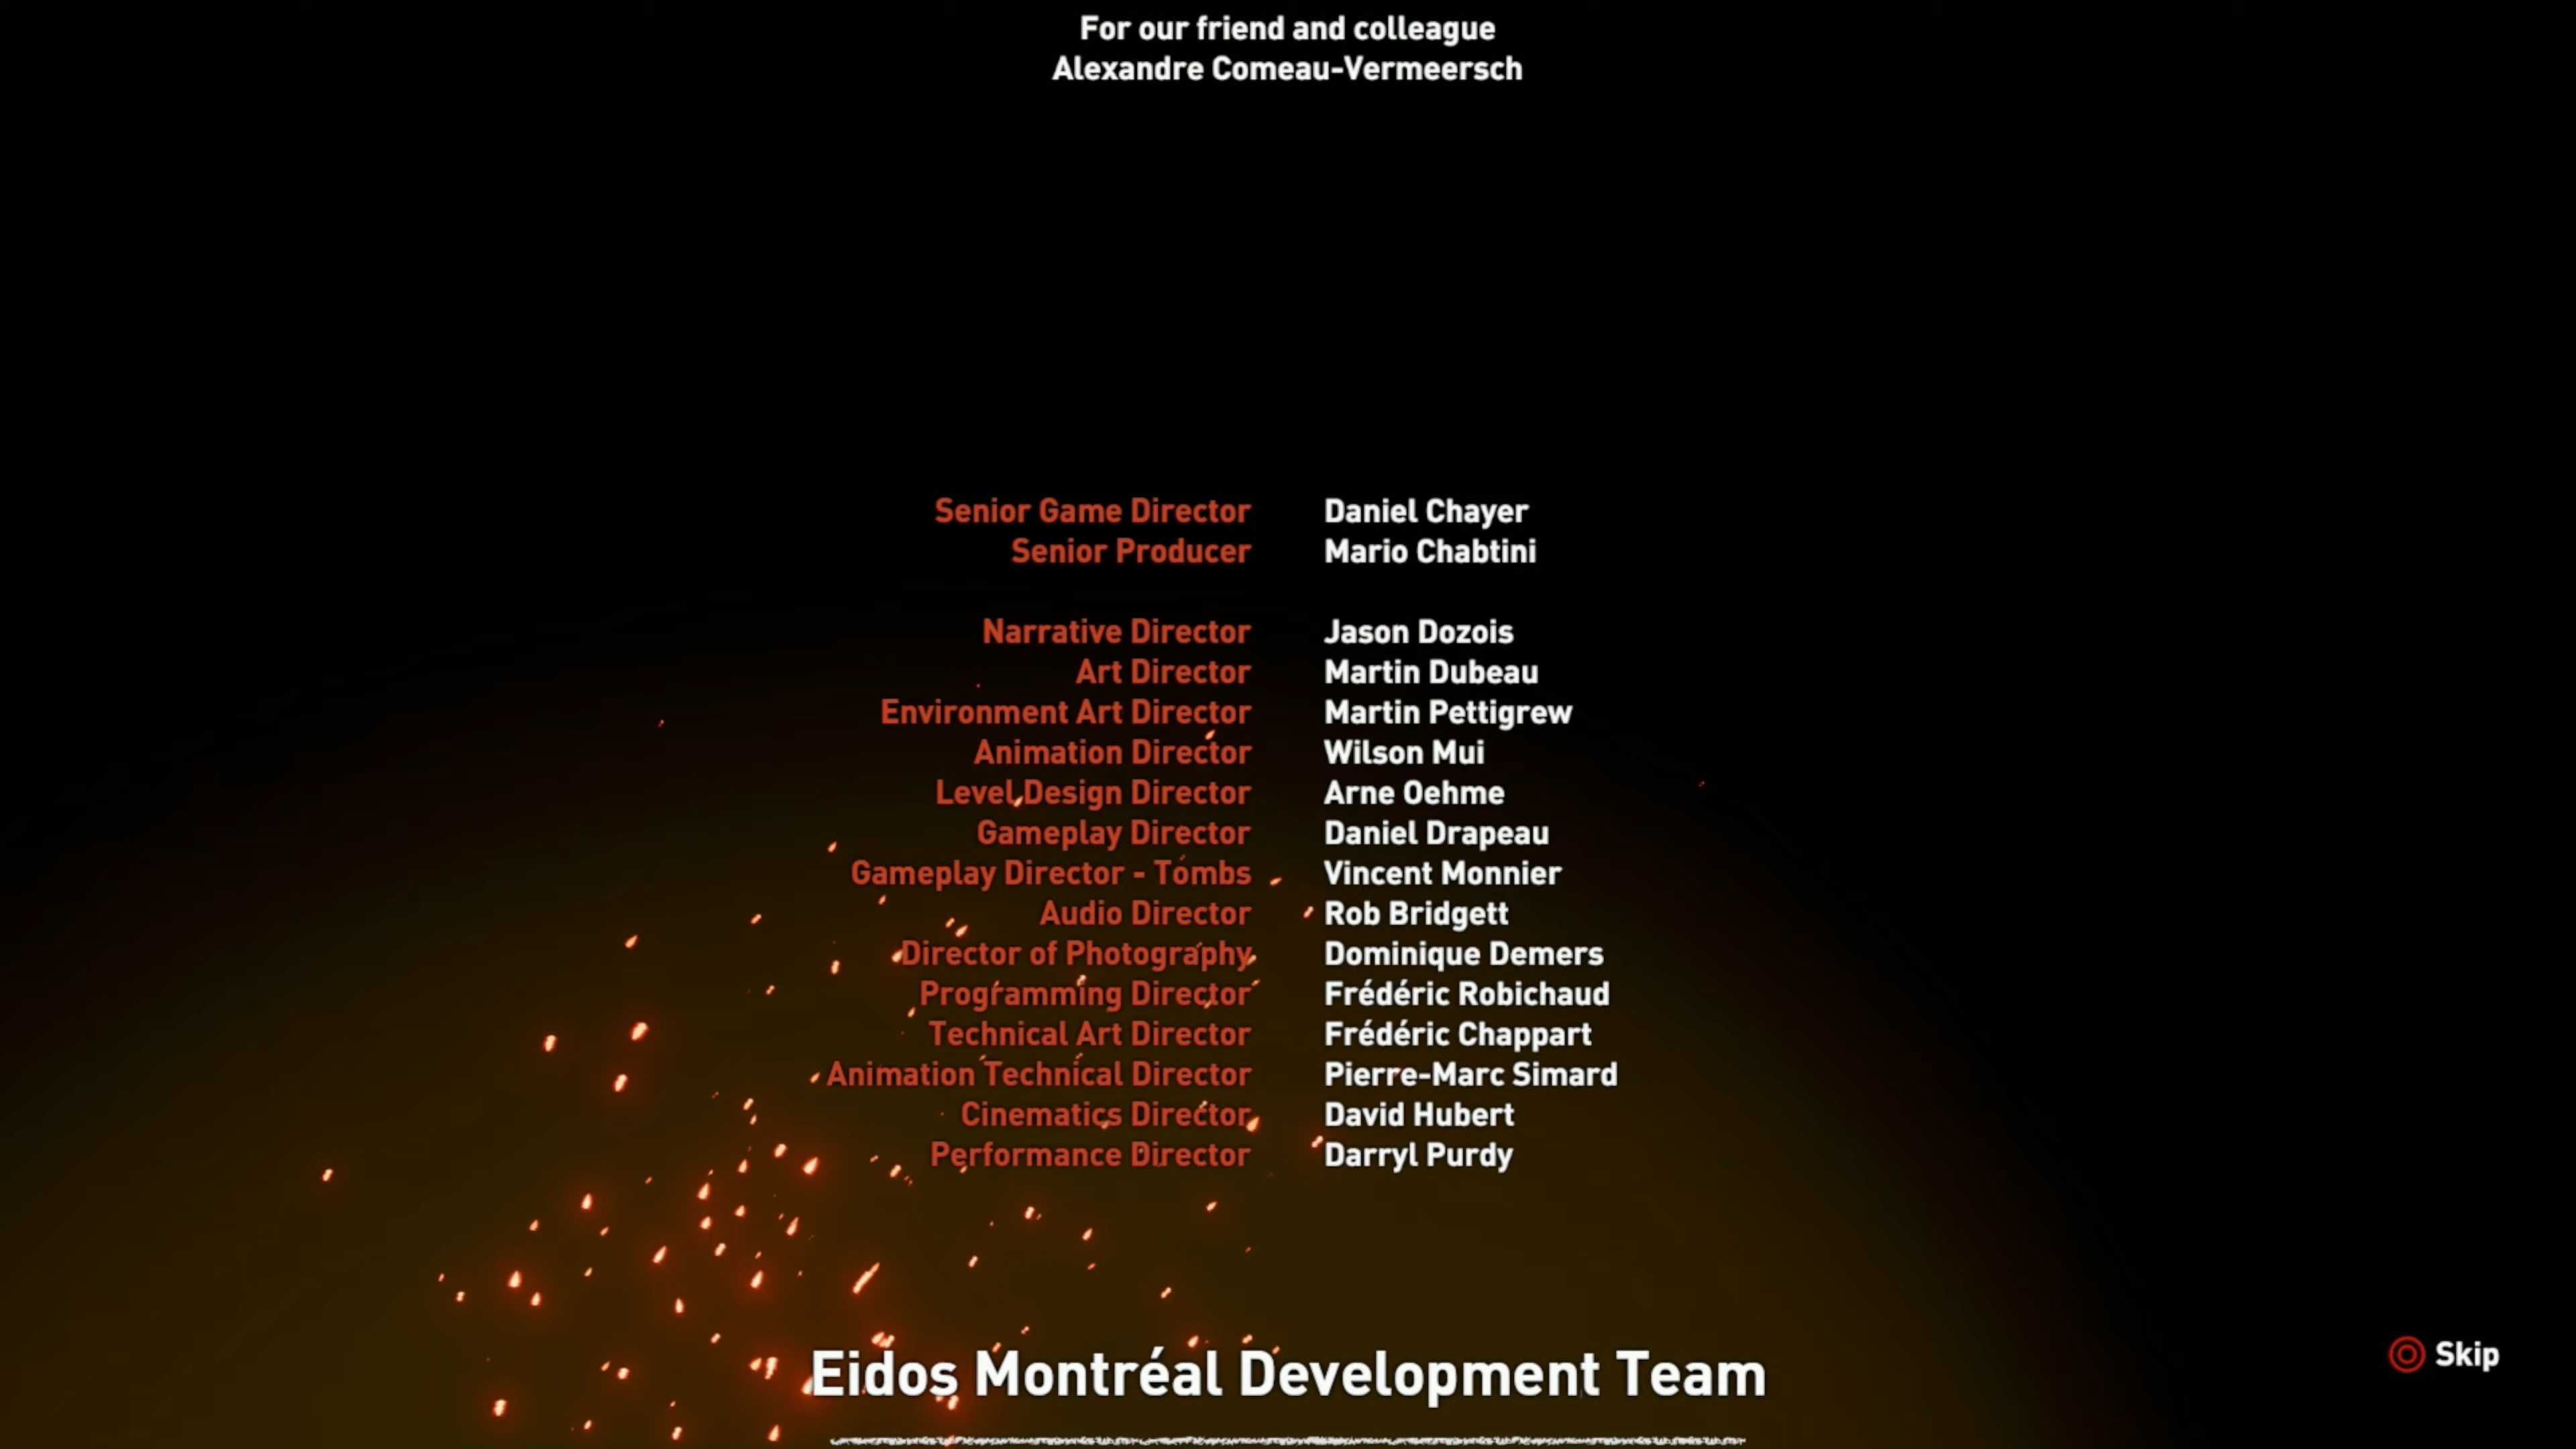 For our friend and colleague
Alexandre Comeau-Vermeersch
Senior Game Director Daniel Chayer
Senior Producer Mario Chabtini
Narrative Director Jason Dozois
Art Director Martin Dubeau
Environment Art Director Martin Pettigrew
Animation Director Wilson Mui
Level Design Director Arne Oehme
Gameplay Director Daniel Drapeau
Gameplay Director - Tombs Vincent Monnier
Audio Director Rob Bridgett
Director of Photography Dominique Demers
Programming Director Frédéric Robichaud
Technical Art Director Frédéric Chappart
Animation Technical Director Pierre-Marc Simard
Cinematics Director David Hubert
Performance Director Darryl Purdy
Skip
Eidos Montréal Development Team